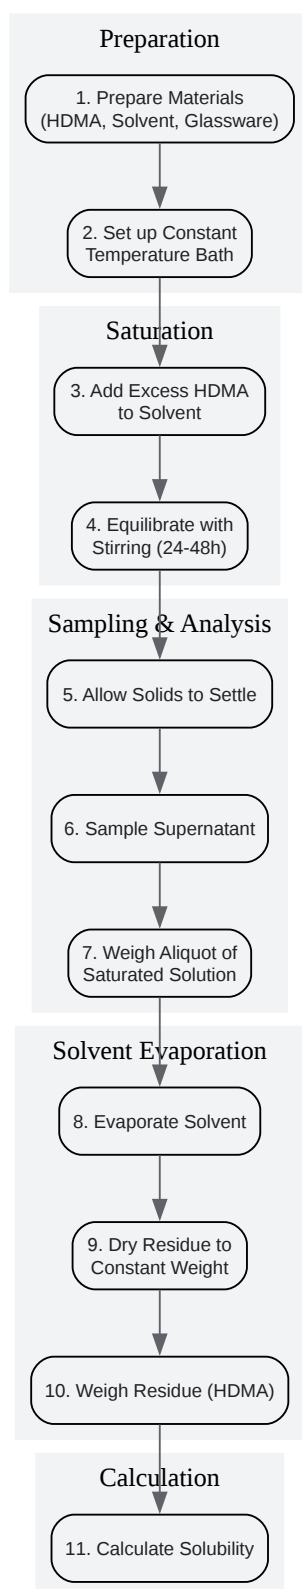 Preparation
1. Prepare Materials
(HDMA, Solvent, Glassware)
2. Set up Constant
Temperature Bath
Saturation
3. Add Excess HDMA
to Solvent
4. Equilibrate with
Stirring (24-48h)
Sampling & Analysis
5. Allow Solids to Settle
6. Sample Supernatant
7. Weigh Aliquot of
Saturated Solution
Solvent Evaporation
8. Evaporate Solvent
9. Dry Residue to
Constant Weight
10. Weigh Residue (HDMA)
Calculation
11. Calculate Solubility